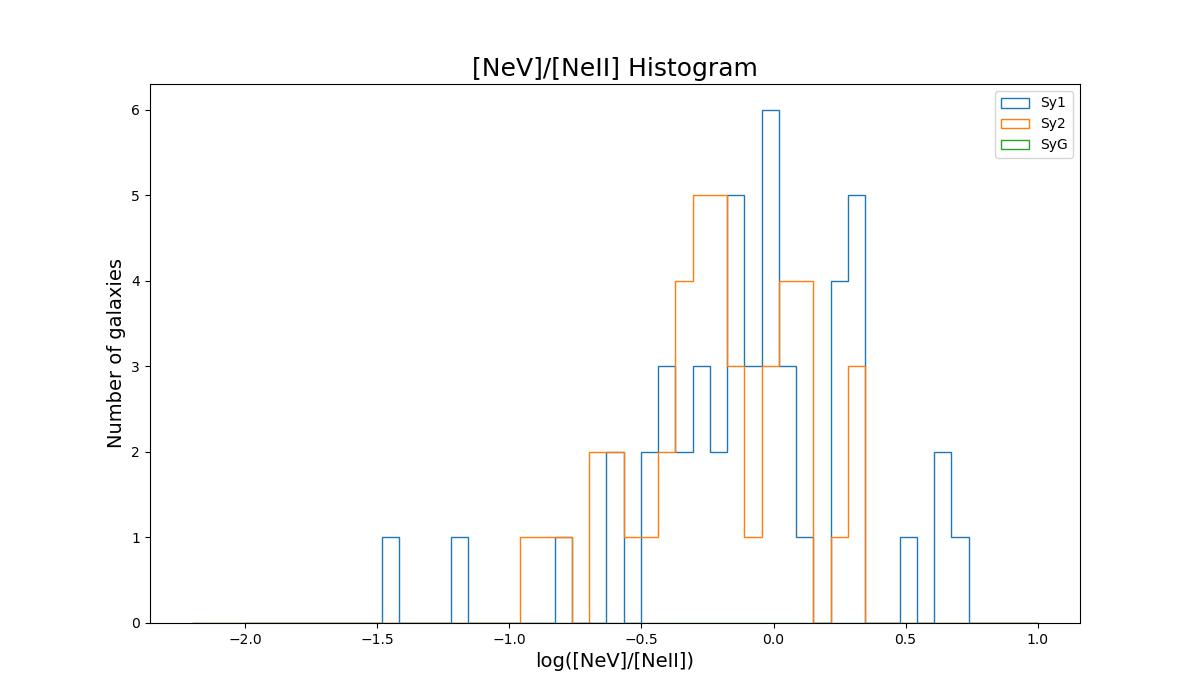 [NeV]/[NeII] Histogram
Sy1
Sy2
SyG
Number of galaxies
6
5
4
3
2
1
0
−2.0 −1.5 −1.0 −0.5 0.0 0.5 1.0
log([NeV]/[NeII])